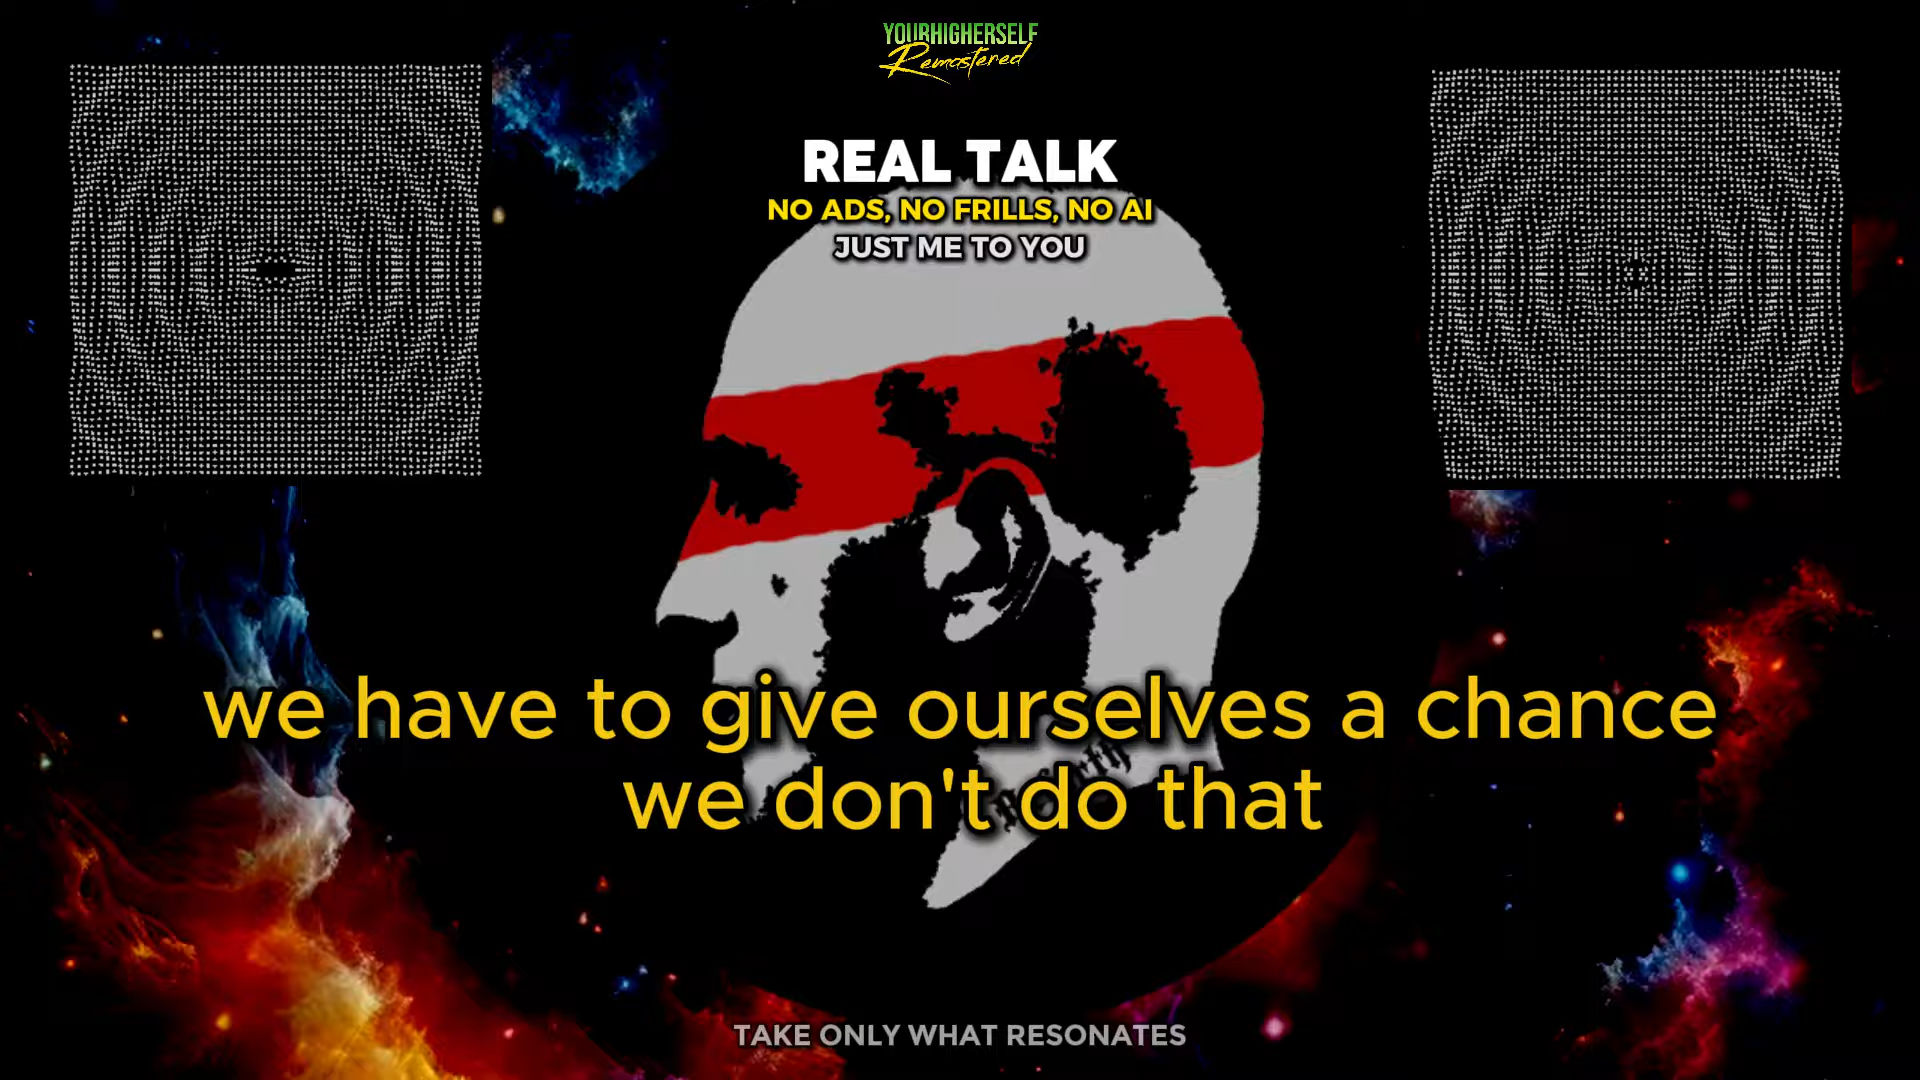 YOURHIGHERSELF
Remastered
REAL TALK
NO ADS, NO FRILLS, NO AI
JUST ME TO YOU
we have to give ourselves a chance
we don't do that
TAKE ONLY WHAT RESONATES